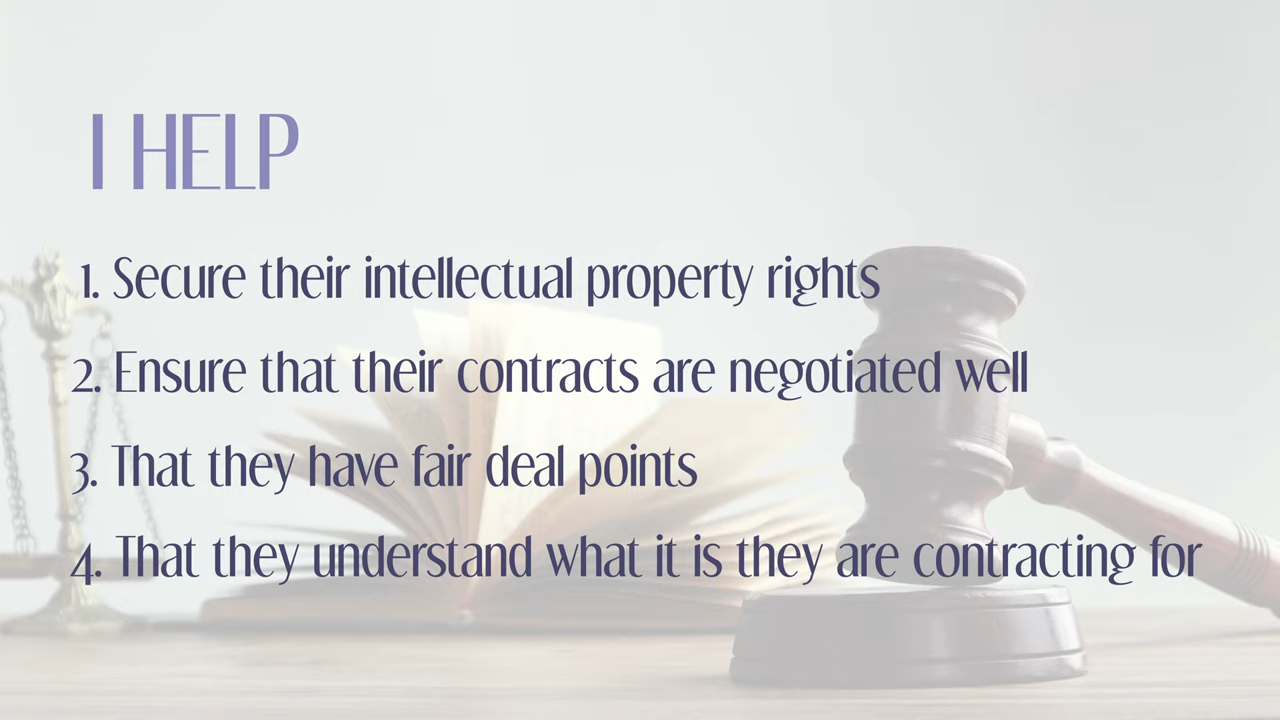 I HELP
1. Secure their intellectual property rights
2. Ensure that their contracts are negotiated well
3. That they have fair deal points
4. That they understand what it is they are contracting for